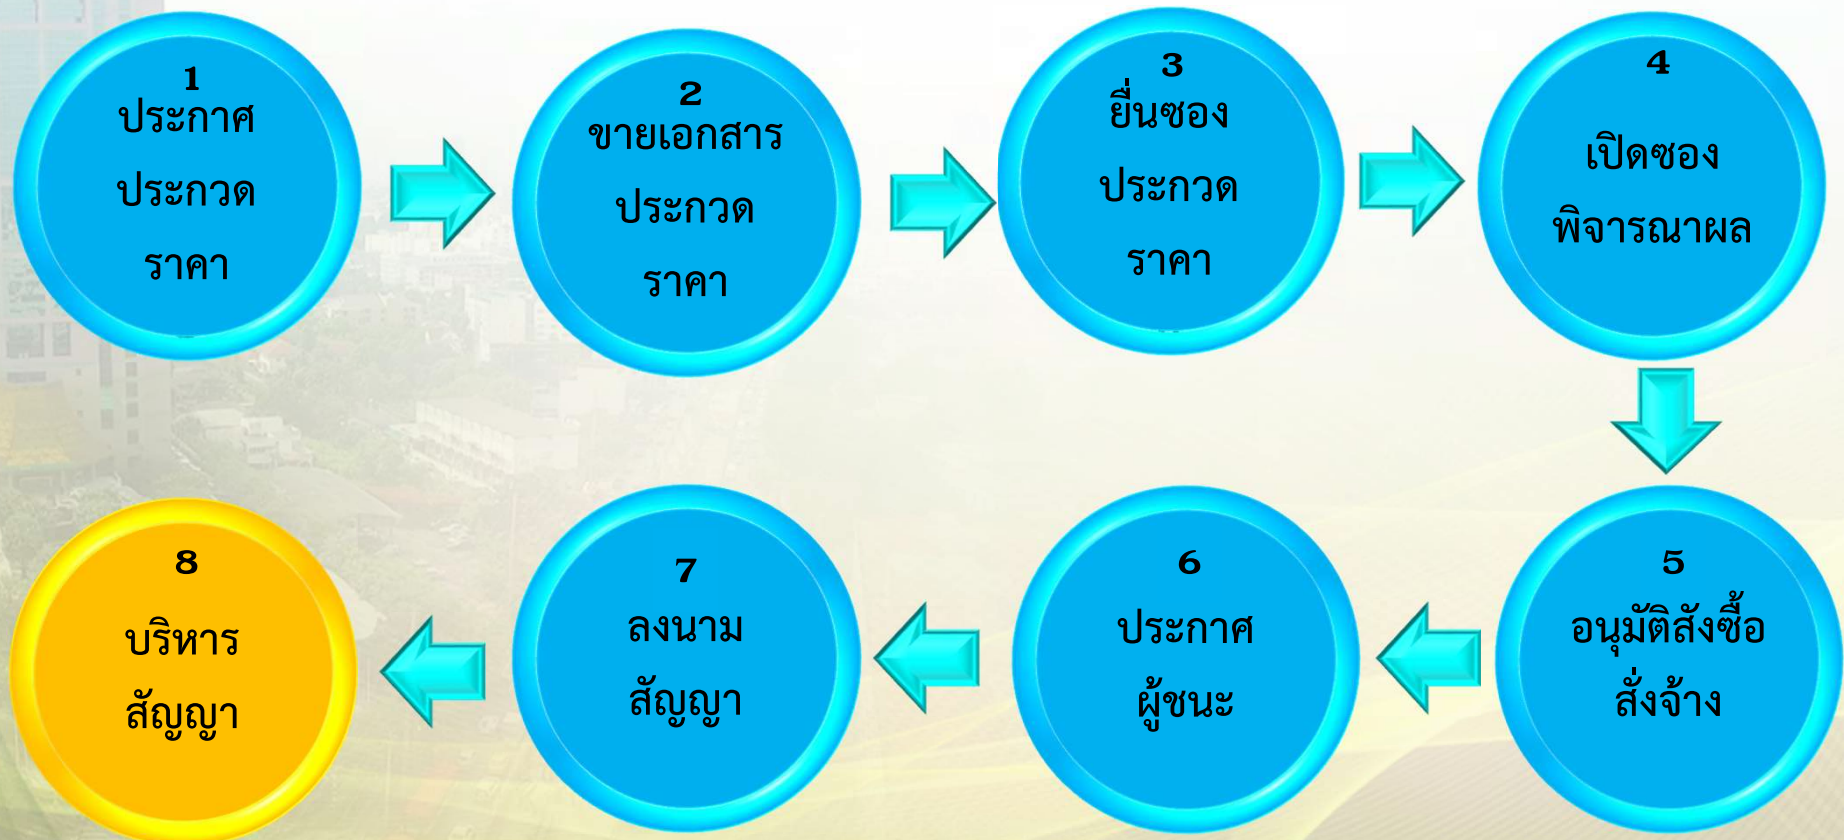 1
ประกาศ
ประกวด
ราคา
2
ขายเอกสาร
ประกวด
ราคา
3
ยื่นซอง
ประกวด
ราคา
4
เปิดซอง
พิจารณาผล
5
อนุมัติสังซื้อ
สั่งจ้าง
6
ประกาศ
ผู้ชนะ
7
ลงนาม
สัญญา
8
บริหาร
สัญญา